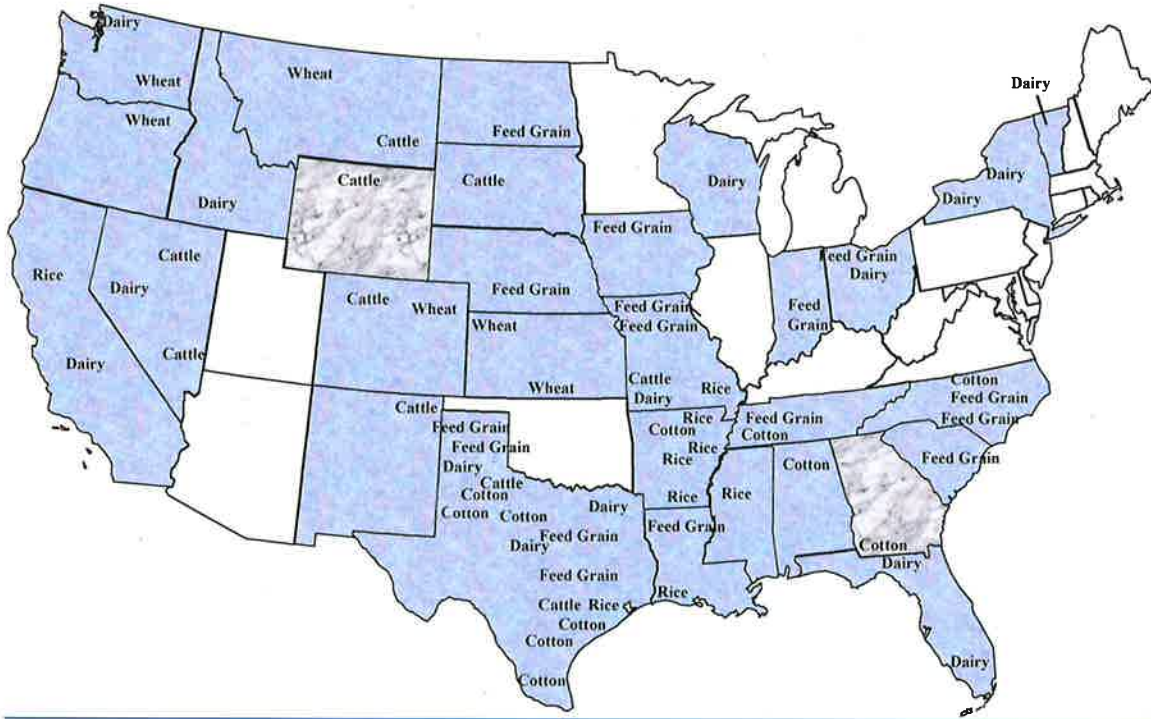 Dairy
Wheat
Wheat
Wheat
Cattle
Feed Grain
Dairy
Cattle
Cattle
Dairy
Dairy
Dairy
Dairy
Feed Grain
Feed Grain
Dairy
Rice
Cattle
Dairy
Cattle
Dairy
Cattle
Wheat
Feed Grain
Wheat
Wheat
Feed Grain
Feed Grain
Feed
Grain
Cattle
Dairy
Rice
Cattle
Feed Grain
Feed Grain
Dairy
Cattle
Cotton
Cotton
Cotton
Dairy
Feed Grain
Dairy
Feed Grain
Cattle
Rice
Cotton
Cotton
Cotton
Rice
Cotton
Rice
Rice
Rice
Feed Grain
Rice
Feed Grain
Cotton
Rice
Cotton
Cotton
Feed Grain
Feed Grain
Feed Grain
Cotton
Dairy
Dairy